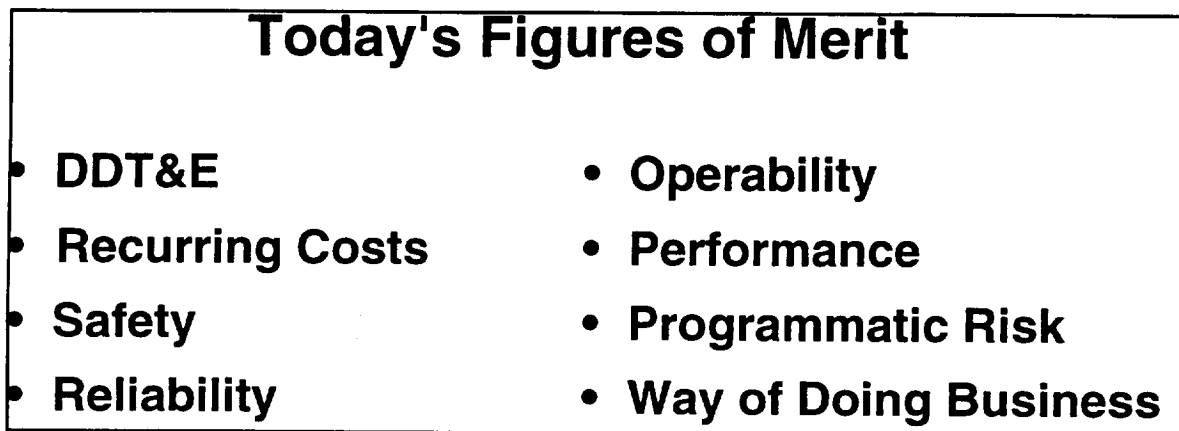 Today's Figures of Merit
• DDT&E
• Recurring Costs
• Safety
• Reliability
• Operability
• Performance
• Programmatic Risk
• Way of Doing Business